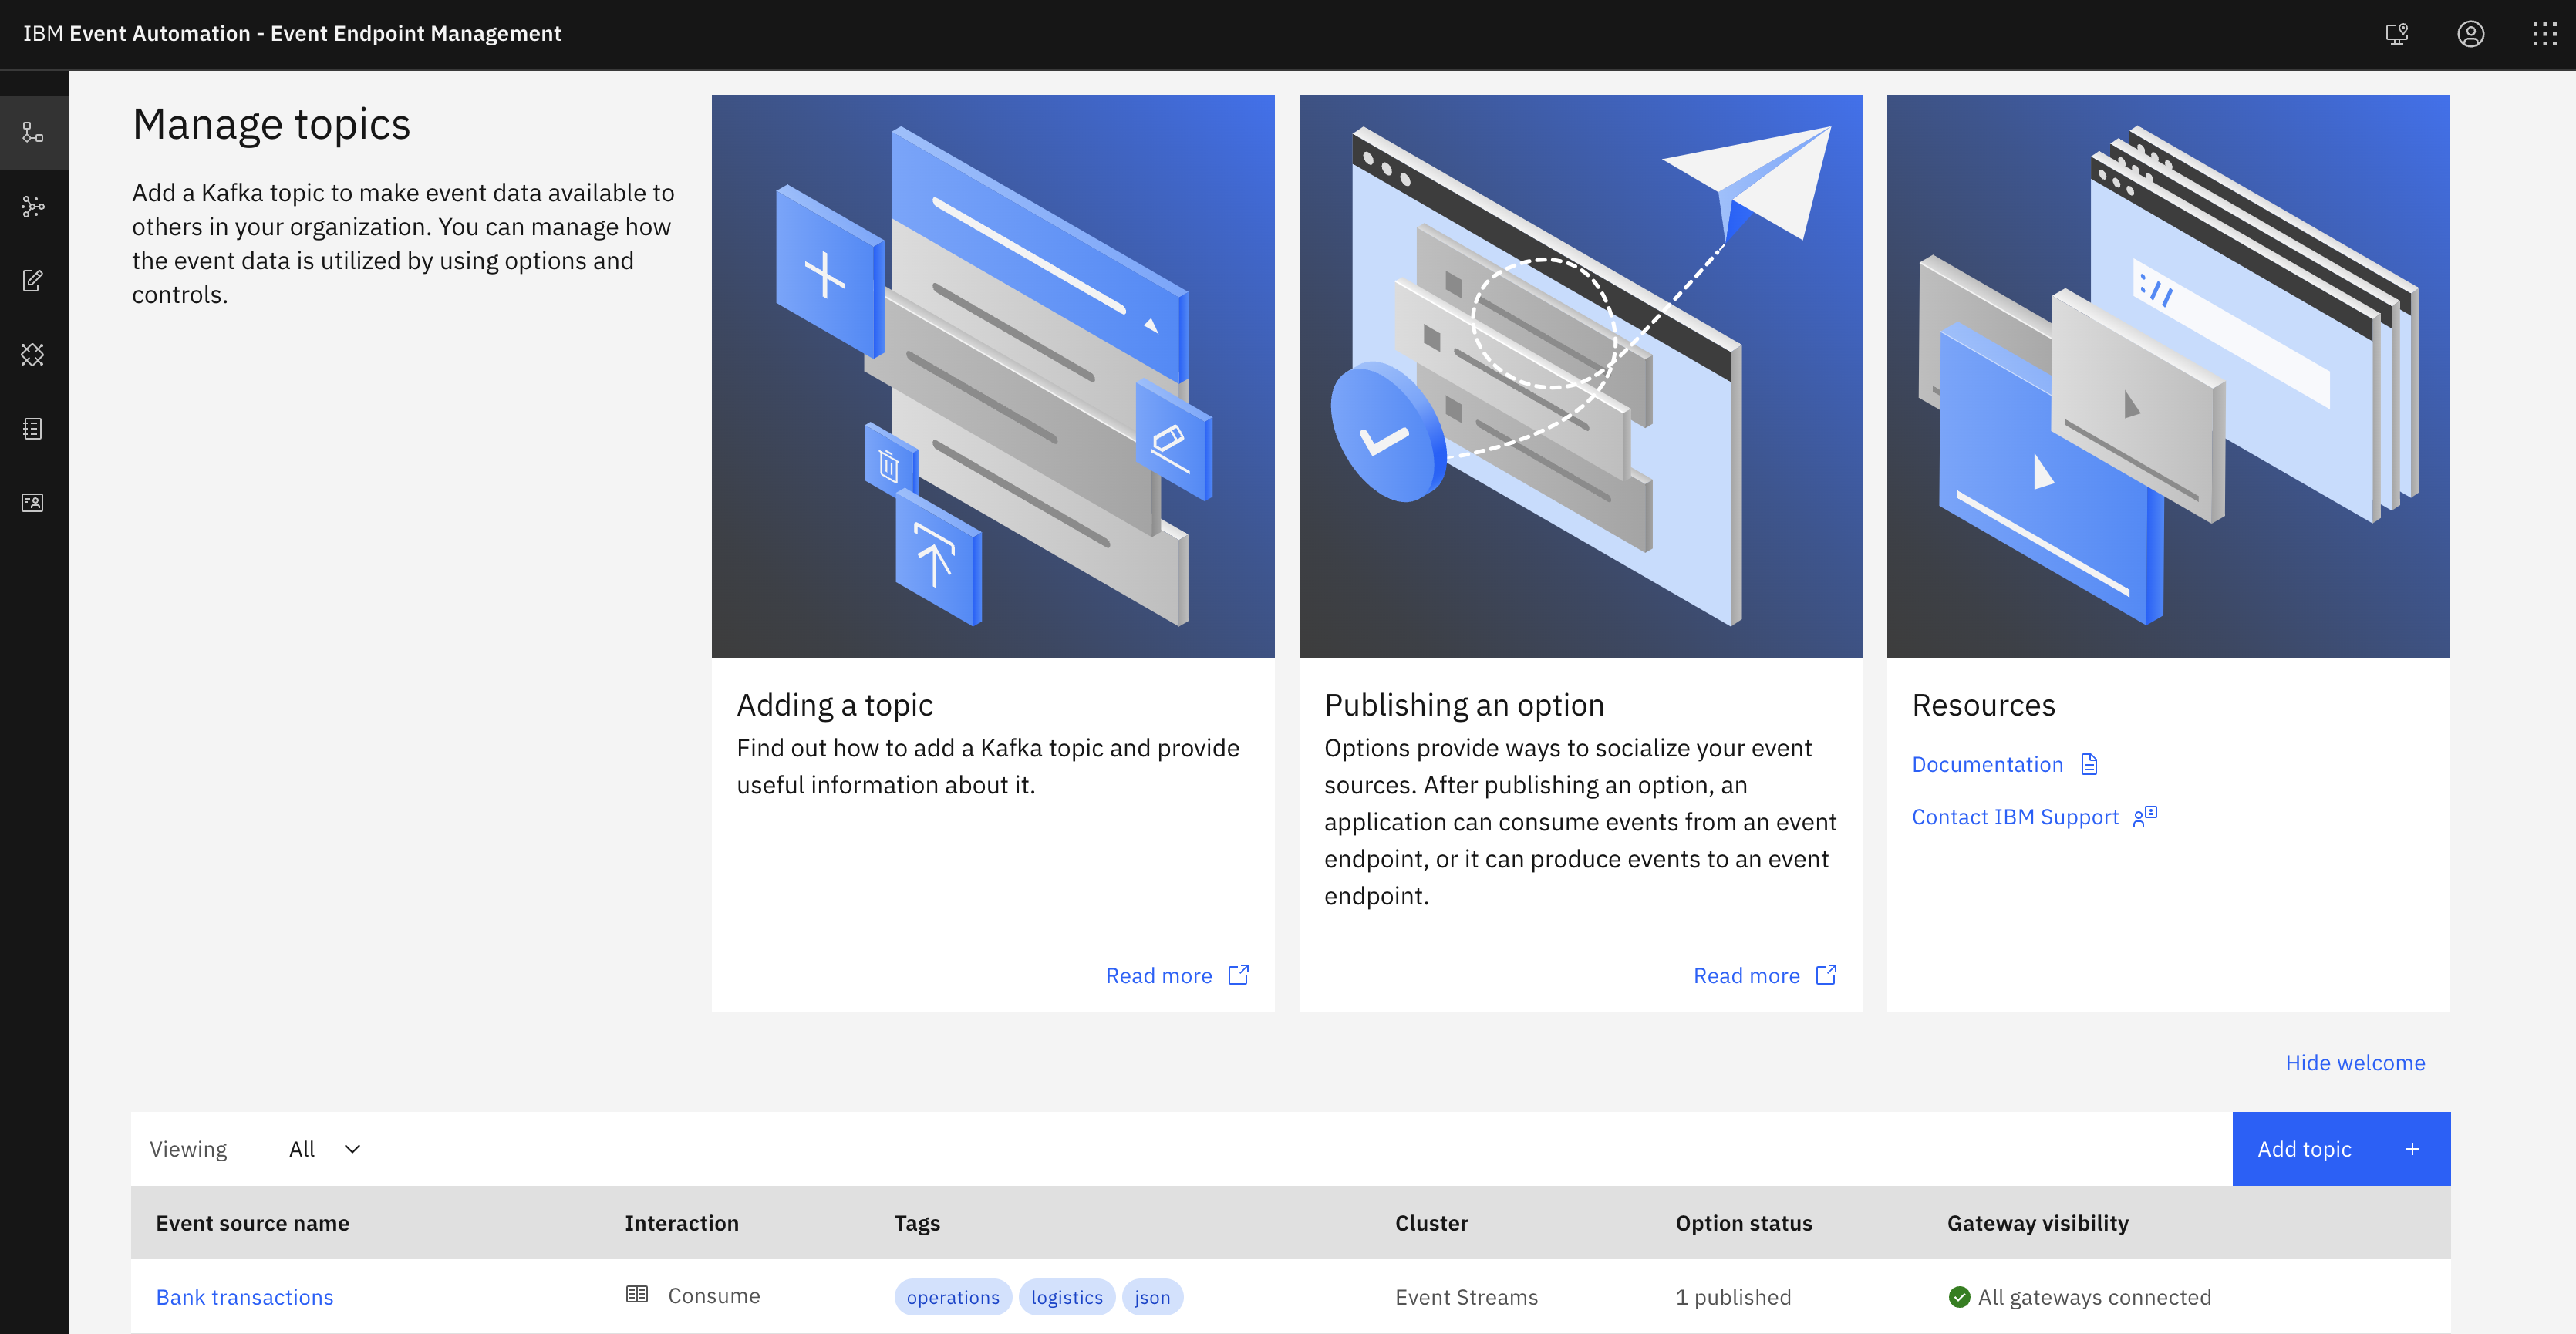 IBM Event Automation - Event Endpoint Management
Manage topics
Add a Kafka topic to make event data available to
others in your organization. You can manage how
the event data is utilized by using options and
controls.
://
Adding a topic
Find out how to add a Kafka topic and provide
useful information about it.
Read more
Publishing an option
Options provide ways to socialize your event
sources. After publishing an option, an
application can consume events from an event
endpoint, or it can produce events to an event
endpoint.
Read more
Resources
Documentation
Contact IBM Support
Hide welcome
Viewing All
Add topic +
Event source name Interaction Tags Cluster Option status Gateway visibility
Bank transactions Consume operations logistics json Event Streams 1 published All gateways connected